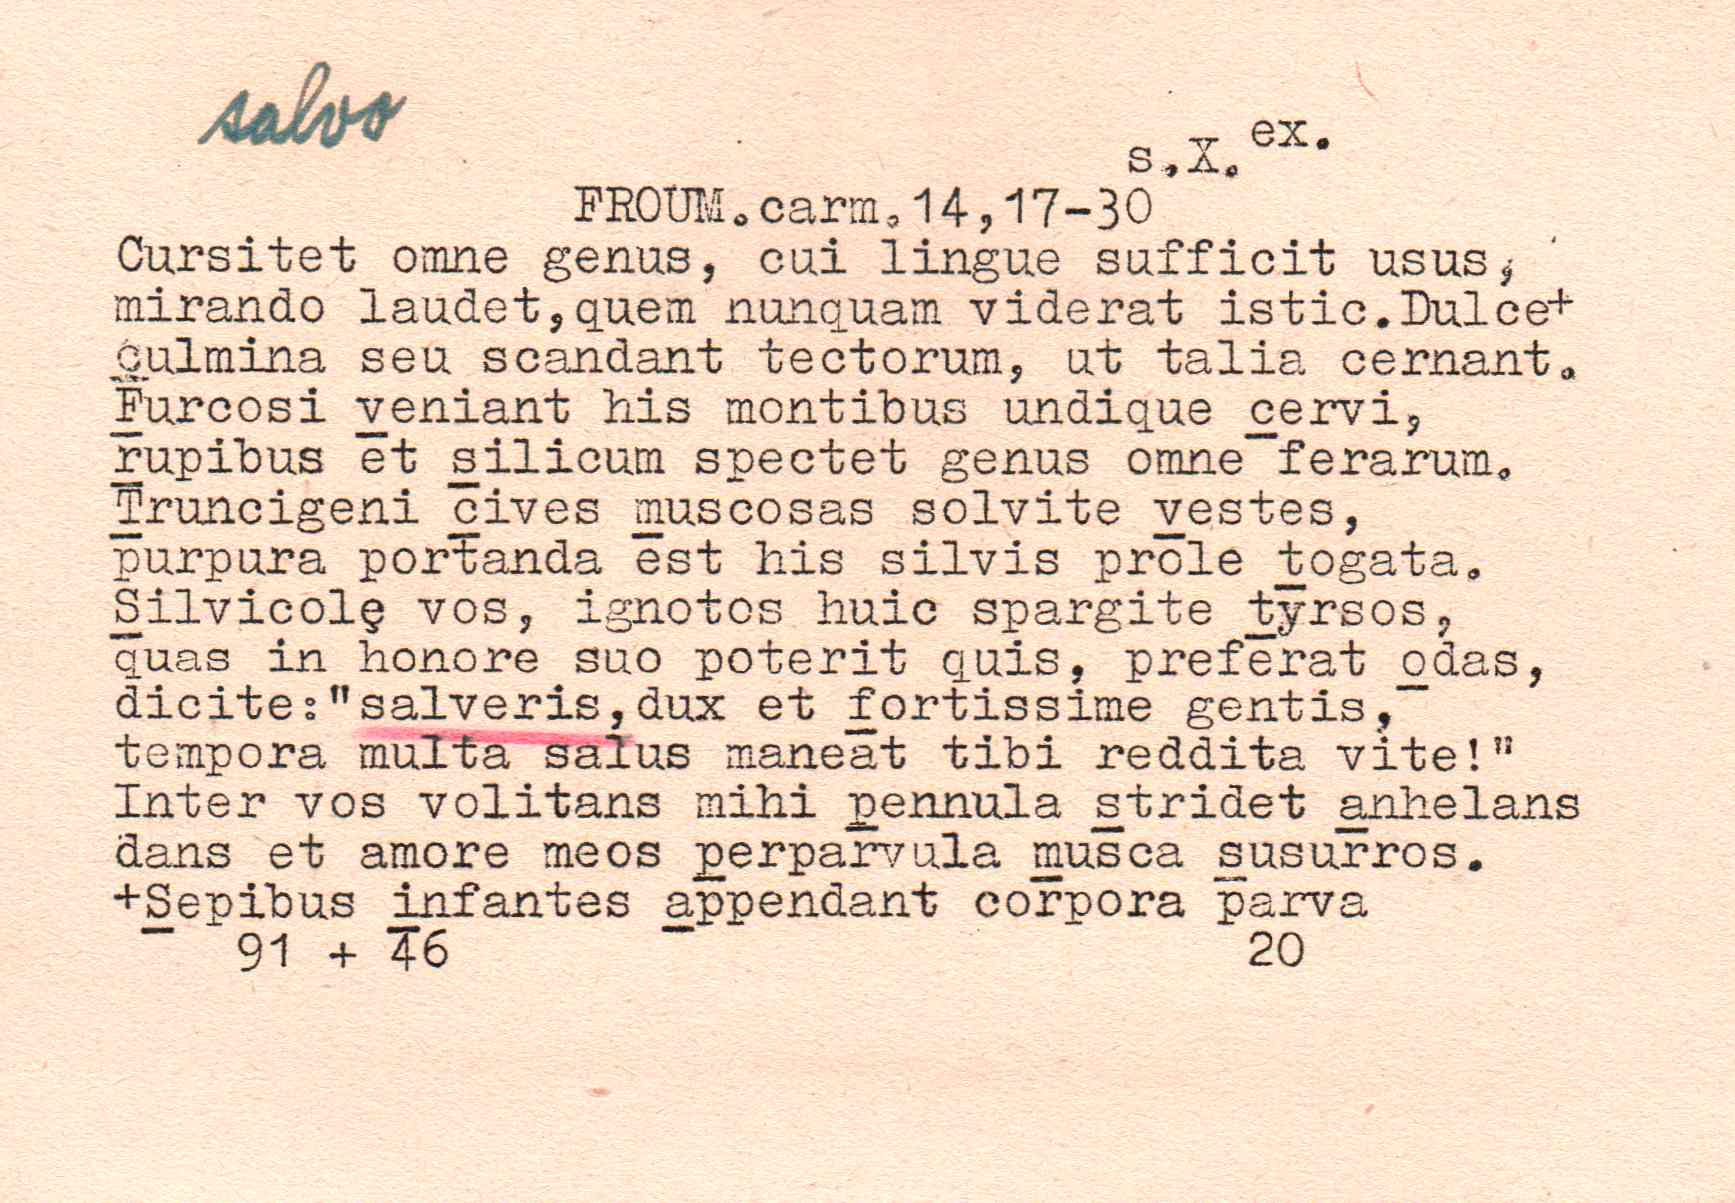 salvo
s.X.ex.
FROUM.carm.14,17-30
Cursitet omne genus, cui lingue sufficit usus,
mirando laudet,quem nunquam viderat istic.Dulce+
culmina seu scandant tectorum, ut talia cernant.
Furcosi veniant his montibus undique cervi,
rupibus et silicum spectet genus omne ferarum.
Truncigeni cives muscosas solvite vestes,
purpura portanda est his silvis prole togata.
Silvicolę vos, ignotos huic spargite tyrsos,
quas in honore suo poterit quis, preferat odas,
dicite:"salveris,dux et fortissime gentis,
tempora multa salus maneat tibi reddita vite!"
Inter vos volitans mihi pennula stridet anhelans
dans et amore meos perparvula musca susurros.
+Sepibus infantes appendant corpora parva
91 + 46 20